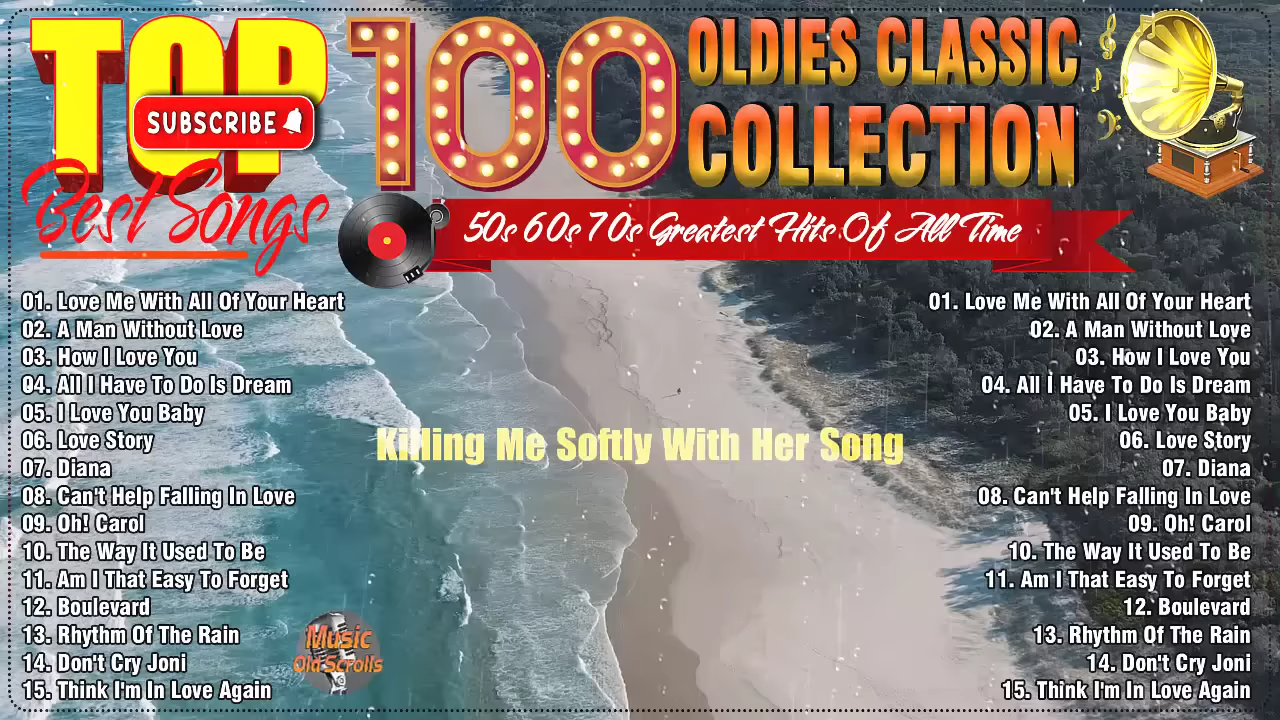 TOP 100 OLDIES CLASSIC
COLLECTION
SUBSCRIBE
Best Songs
50s 60s 70s Greatest Hits Of All Time
01. Love Me With All Of Your Heart
02. A Man Without Love
03. How I Love You
04. All I Have To Do Is Dream
05. I Love You Baby
06. Love Story
07. Diana
08. Can't Help Falling In Love
09. Oh! Carol
10. The Way It Used To Be
11. Am I That Easy To Forget
12. Boulevard
13. Rhythm Of The Rain
14. Don't Cry Joni
15. Think I'm In Love Again
Killing Me Softly With Her Song
Music
Old Scrolls
01. Love Me With All Of Your Heart
02. A Man Without Love
03. How I Love You
04. All I Have To Do Is Dream
05. I Love You Baby
06. Love Story
07. Diana
08. Can't Help Falling In Love
09. Oh! Carol
10. The Way It Used To Be
11. Am I That Easy To Forget
12. Boulevard
13. Rhythm Of The Rain
14. Don't Cry Joni
15. Think I'm In Love Again